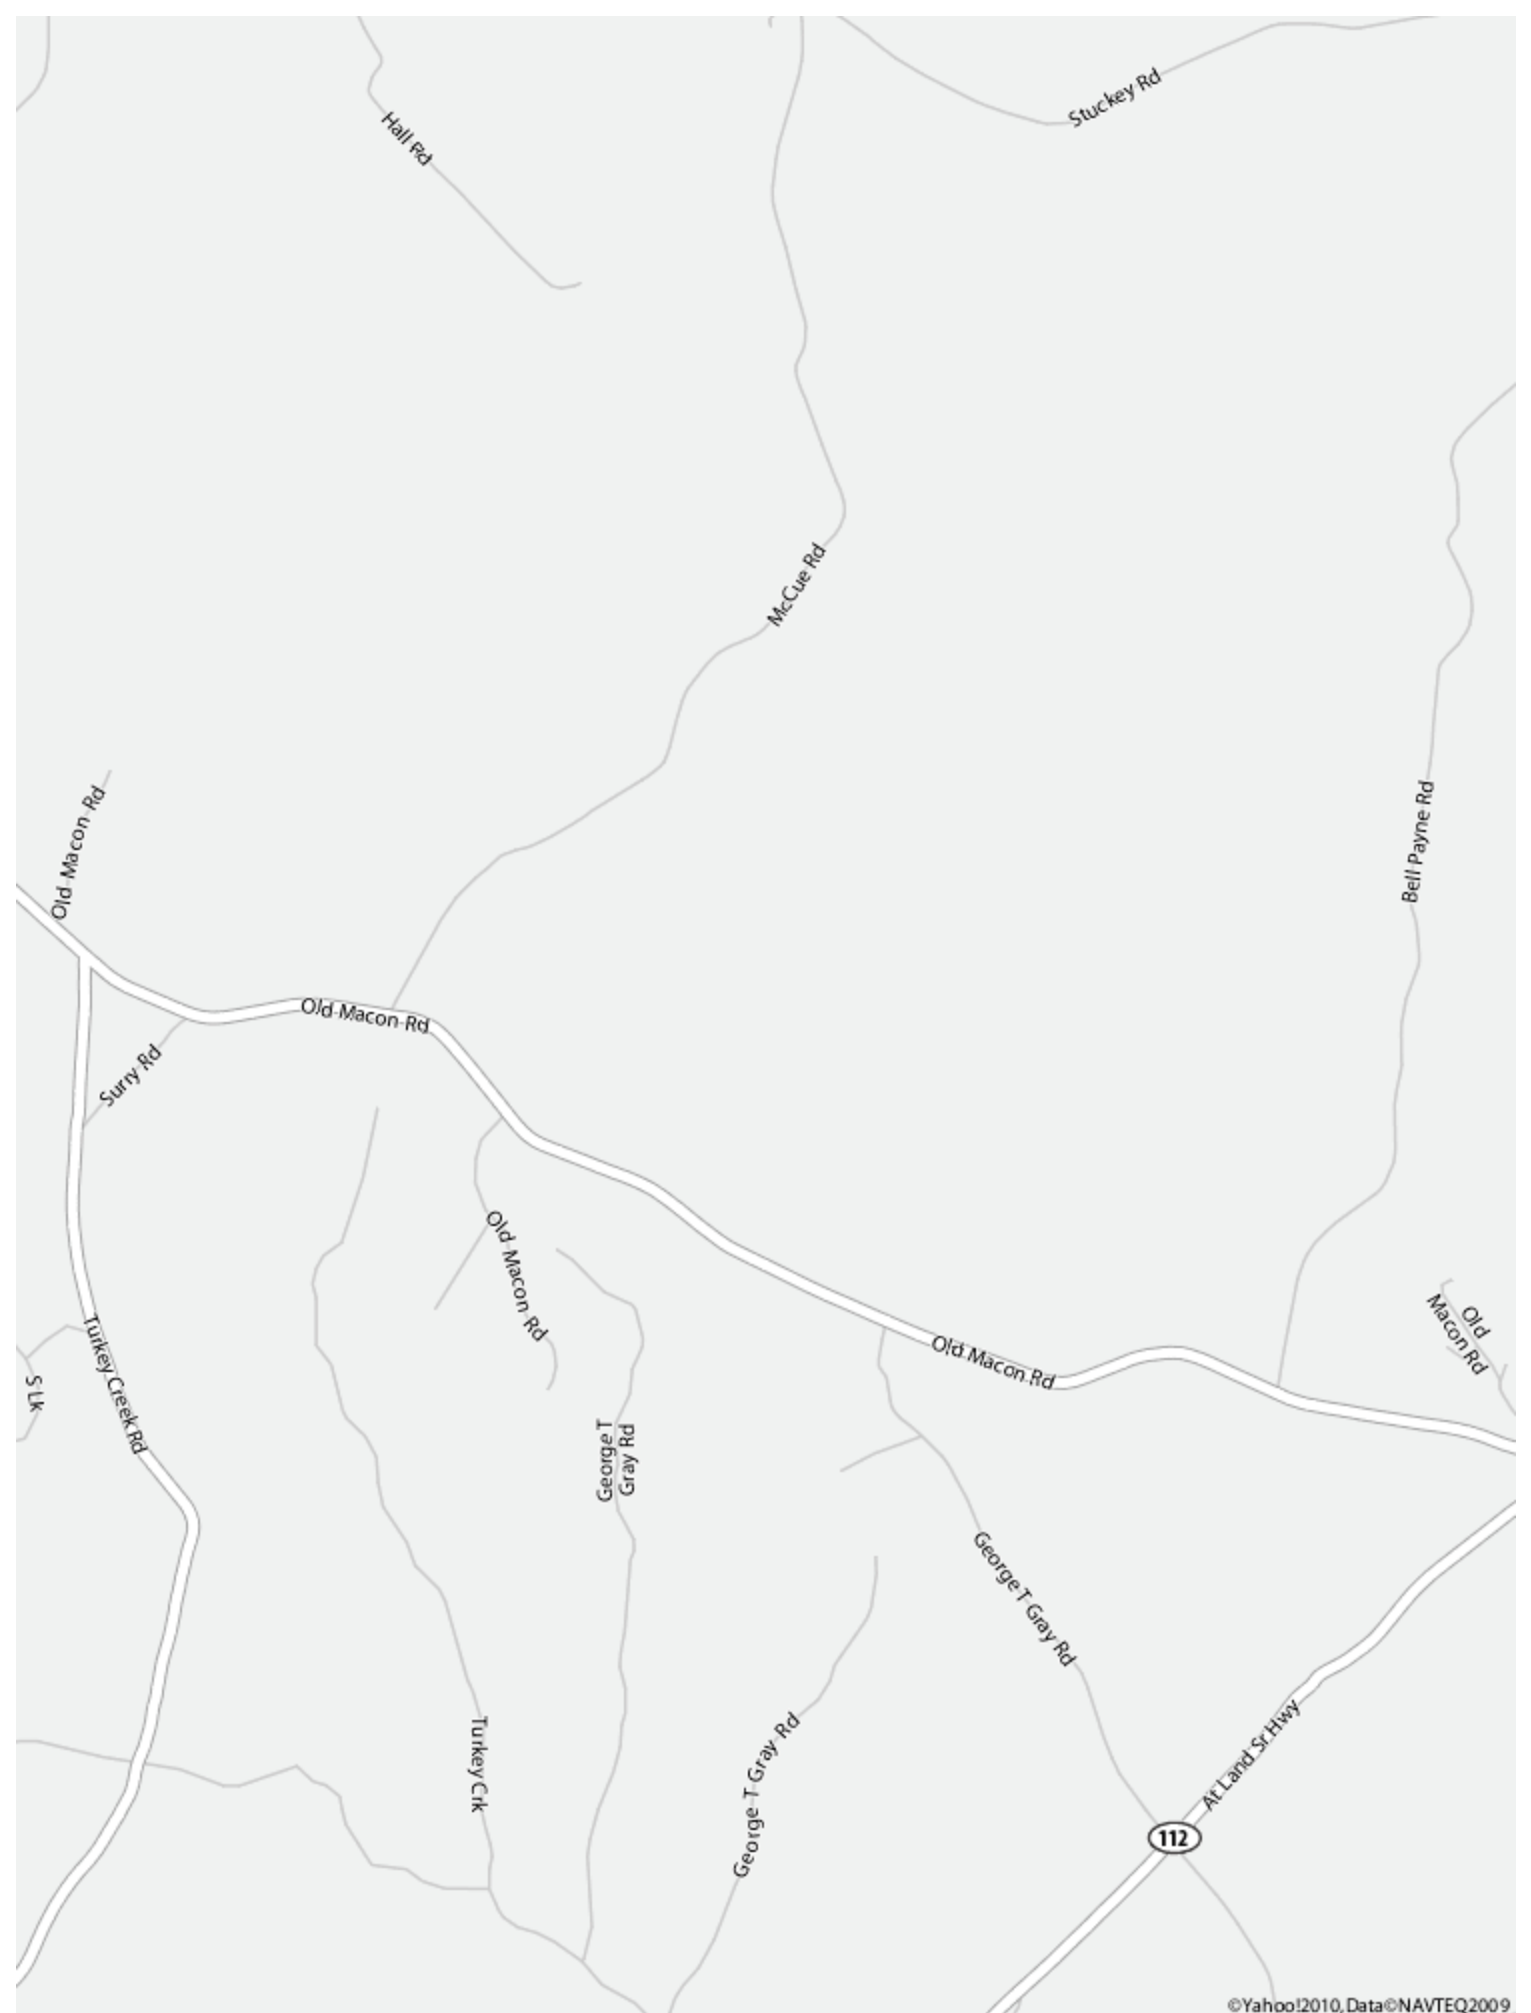 Stuckey Rd
Hall Rd
McCue Rd
Old Macon Rd
Bell Payne Rd
Old Macon Rd
Surry Rd
Old Macon Rd
Old
Macon Rd
Turkey Creek Rd
Old Macon Rd
S Lk
George T
Gray Rd
George T Gray Rd
At Land Sr Hwy
Turkey Crk
George T Gray Rd
112
©Yahoo!2010, Data©NAVTEQ2009